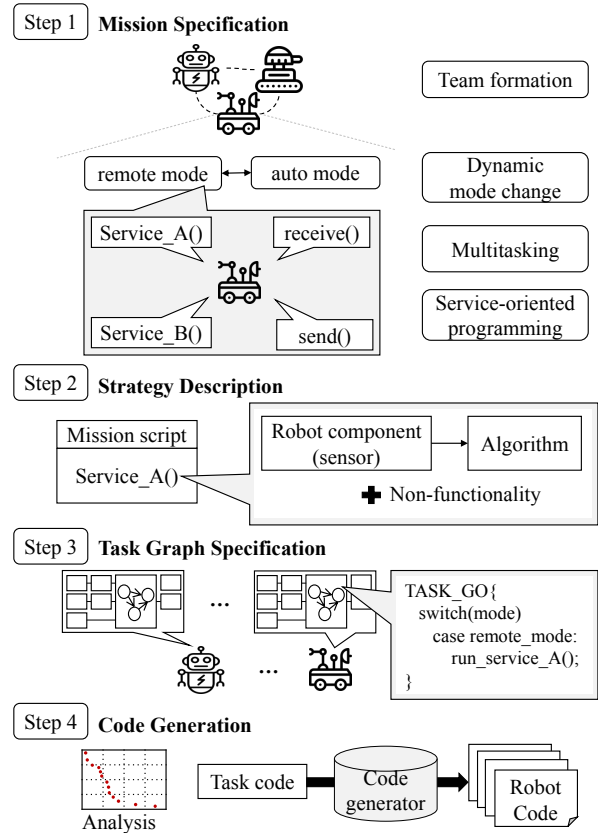 Step 1 Mission Specification
Team formation
remote mode
auto mode
Dynamic
mode change
Service_A()
receive()
Multitasking
Service_B()
send()
Service-oriented
programming
Step 2 Strategy Description
Mission script
Service_A()
Robot component
(sensor)
Algorithm
Non-functionality
Step 3 Task Graph Specification
...
...
TASK_GO{
switch(mode)
case remote_mode:
run_service_A();
}
Step 4 Code Generation
Analysis
Task code
Code
generator
Robot
Code